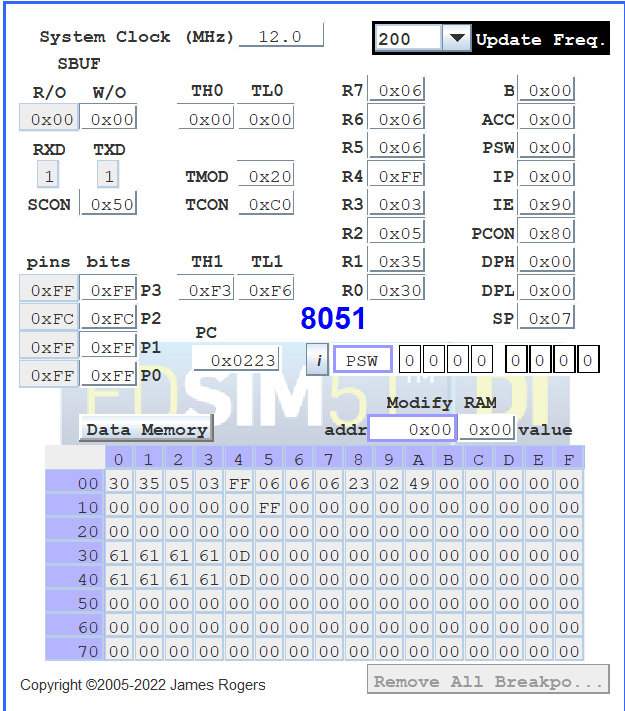 System Clock (MHz) 12.0 200 Update Freq.
SBUF
R/O W/O TH0 TL0 R7 0x06 B 0x00
0x00 0x00 0x00 0x00 R6 0x06 ACC 0x00
RXD TXD R5 0x06 PSW 0x00
1 1 TMOD 0x20 R4 0xFF IP 0x00
SCON 0x50 TCON 0xC0 R3 0x03 IE 0x90
R2 0x05 PCON 0x80
pins bits TH1 TL1 R1 0x35 DPH 0x00
0xFF 0xFF P3 0xF3 0xF6 R0 0x30 DPL 0x00
0xFC 0xFC P2 8051 SP 0x07
PC
0xFF 0xFF P1 0x0223 i PSW 0 0 0 0 0 0 0 0
0xFF 0xFF P0
EDSIM51 DI
TM
Modify RAM
Data Memory addr 0x00 0x00 value
0 1 2 3 4 5 6 7 8 9 A B C D E F
00 30 35 05 03 FF 06 06 06 23 02 49 00 00 00 00 00
10 00 00 00 00 00 FF 00 00 00 00 00 00 00 00 00 00
20 00 00 00 00 00 00 00 00 00 00 00 00 00 00 00 00
30 61 61 61 61 0D 00 00 00 00 00 00 00 00 00 00 00
40 61 61 61 61 0D 00 00 00 00 00 00 00 00 00 00 00
50 00 00 00 00 00 00 00 00 00 00 00 00 00 00 00 00
60 00 00 00 00 00 00 00 00 00 00 00 00 00 00 00 00
70 00 00 00 00 00 00 00 00 00 00 00 00 00 00 00 00
Copyright ©2005-2022 James Rogers Remove All Breakpo...